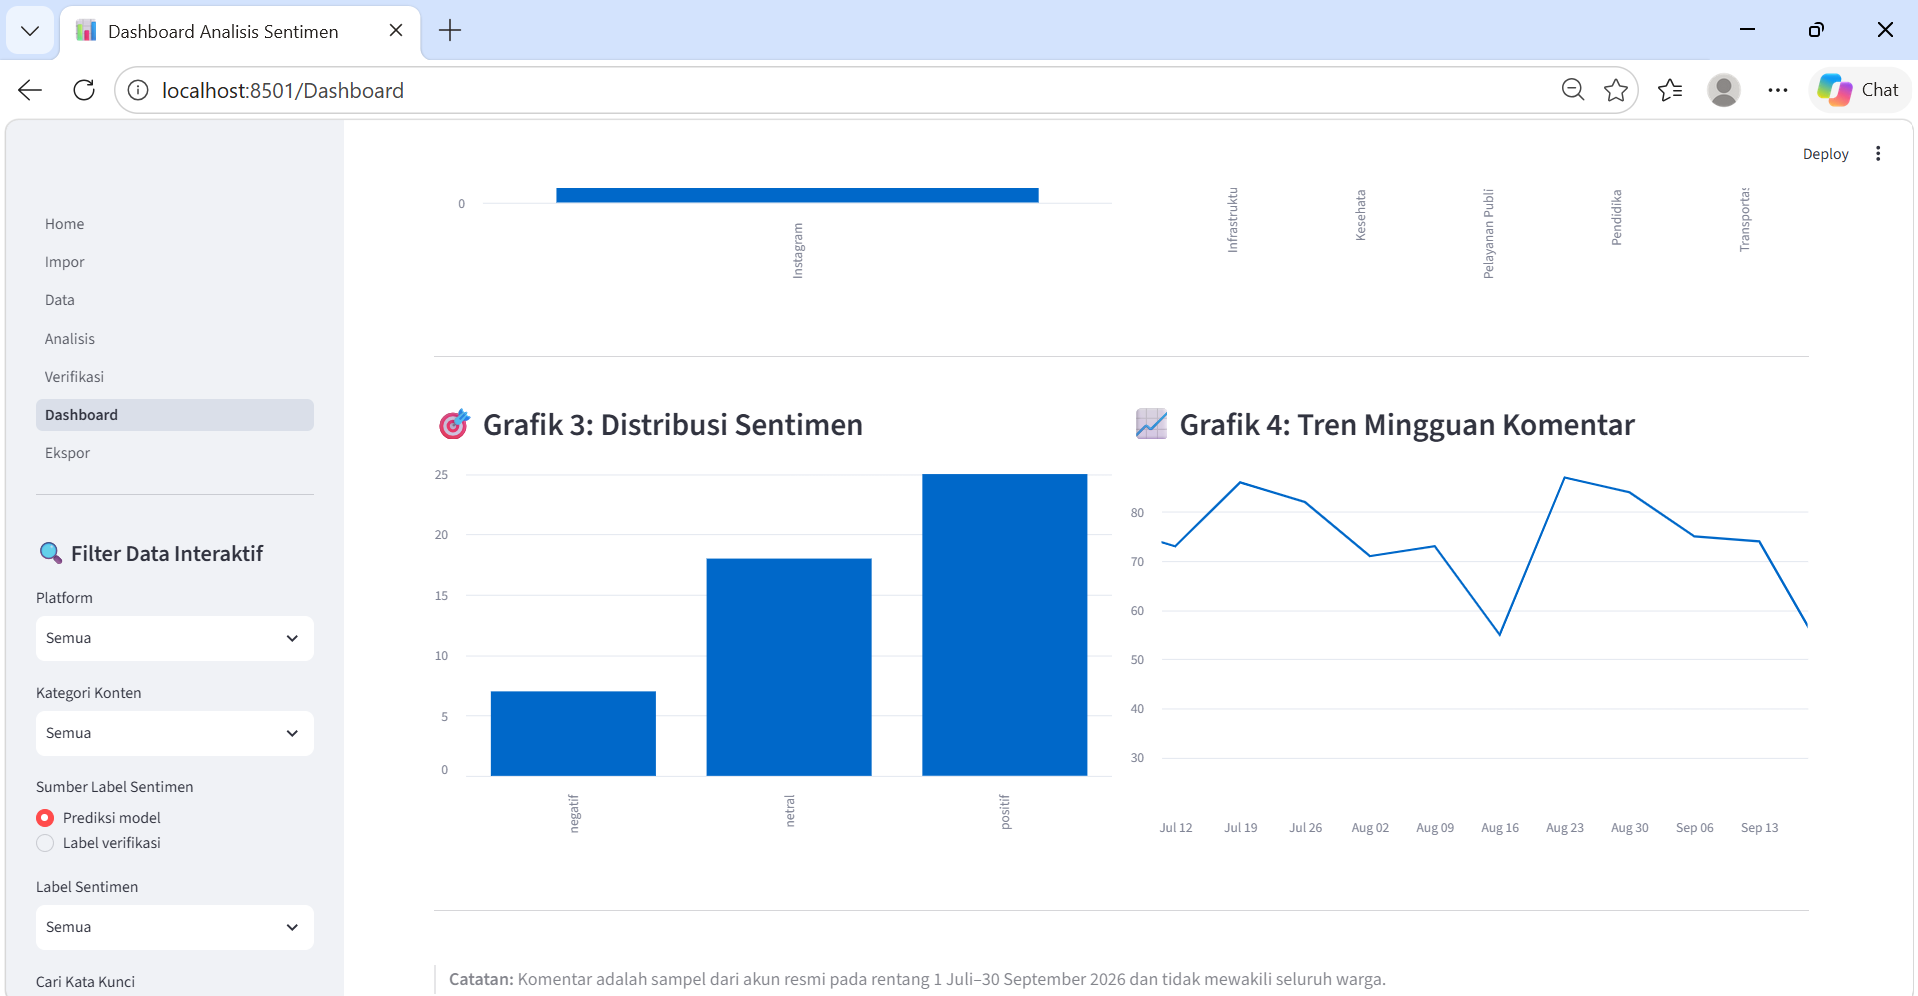 Dashboard Analisis Sentimen
localhost:8501/Dashboard
Chat
Deploy
Home
Impor
Data
Analisis
Verifikasi
Dashboard
Ekspor
Filter Data Interaktif
Platform
Semua
Kategori Konten
Semua
Sumber Label Sentimen
Prediksi model
Label verifikasi
Label Sentimen
Semua
Cari Kata Kunci
0
Instagram
Infrastruktu
Kesehata
Pelayanan Publi
Pendidika
Transportas
Grafik 3: Distribusi Sentimen
25
20
15
10
5
0
negatif
netral
positif
Grafik 4: Tren Mingguan Komentar
80
70
60
50
40
30
Jul 12 Jul 19 Jul 26 Aug 02 Aug 09 Aug 16 Aug 23 Aug 30 Sep 06 Sep 13
Catatan: Komentar adalah sampel dari akun resmi pada rentang 1 Juli–30 September 2026 dan tidak mewakili seluruh warga.